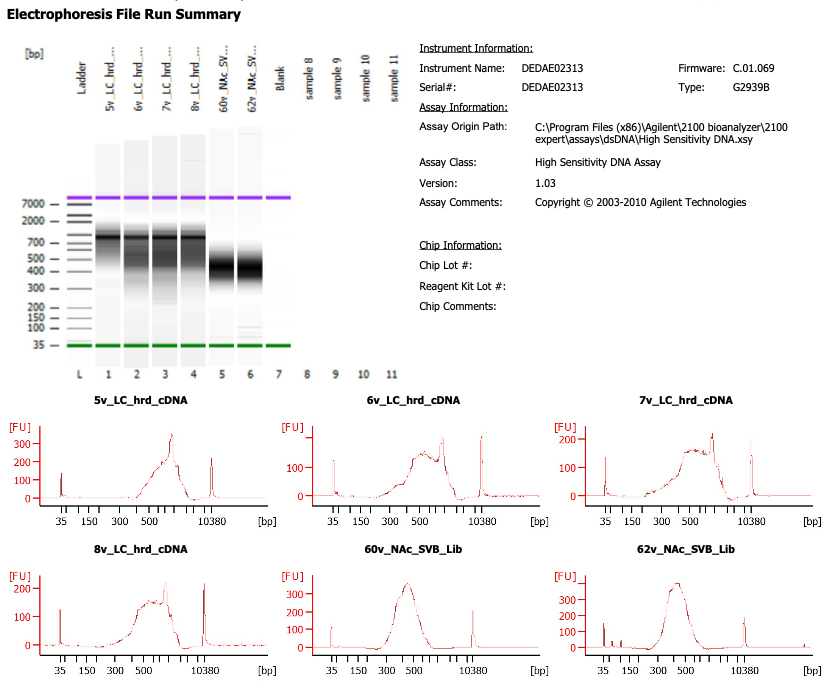 Electrophoresis File Run Summary
[bp]
Ladder
5v_LC_hrd_...
6v_LC_hrd_...
7v_LC_hrd_...
8v_LC_hrd_...
60v_NAc_SV...
62v_NAc_SV...
Blank
sample 8
sample 9
sample 10
sample 11
7000
2000
700
500
400
300
200
150
100
35
L 1 2 3 4 5 6 7 8 9 10 11
Instrument Information:
Instrument Name: DEDAE02313 Firmware: C.01.069
Serial#: DEDAE02313 Type: G2939B
Assay Information:
Assay Origin Path: C:\Program Files (x86)\Agilent\2100 bioanalyzer\2100
expert\assays\dsDNA\High Sensitivity DNA.xsy
Assay Class: High Sensitivity DNA Assay
Version: 1.03
Assay Comments: Copyright © 2003-2010 Agilent Technologies
Chip Information:
Chip Lot #:
Reagent Kit Lot #:
Chip Comments:
5v_LC_hrd_cDNA
[FU]
300
200
100
0
35 150 300 500 10380 [bp]
6v_LC_hrd_cDNA
[FU]
100
0
35 150 300 500 10380 [bp]
7v_LC_hrd_cDNA
[FU]
200
100
0
35 150 300 500 10380 [bp]
8v_LC_hrd_cDNA
[FU]
200
100
0
35 150 300 500 10380 [bp]
60v_NAc_SVB_Lib
[FU]
300
200
100
0
35 150 300 500 10380 [bp]
62v_NAc_SVB_Lib
[FU]
400
300
200
100
0
35 150 300 500 10380 [bp]